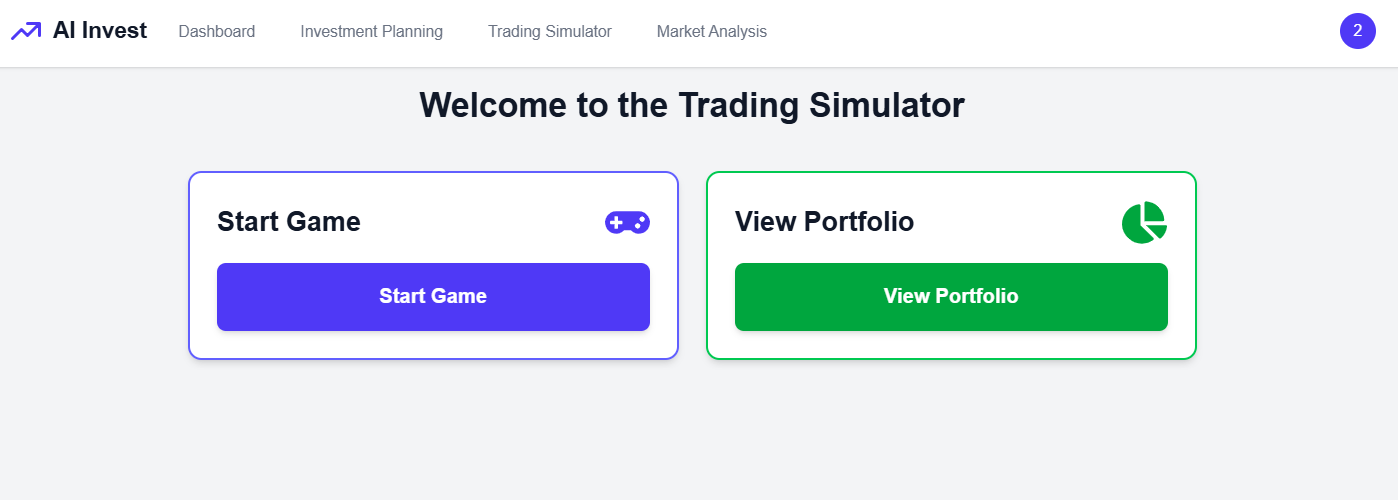 AI Invest Dashboard Investment Planning Trading Simulator Market Analysis 2
Welcome to the Trading Simulator
Start Game
View Portfolio
Start Game
View Portfolio